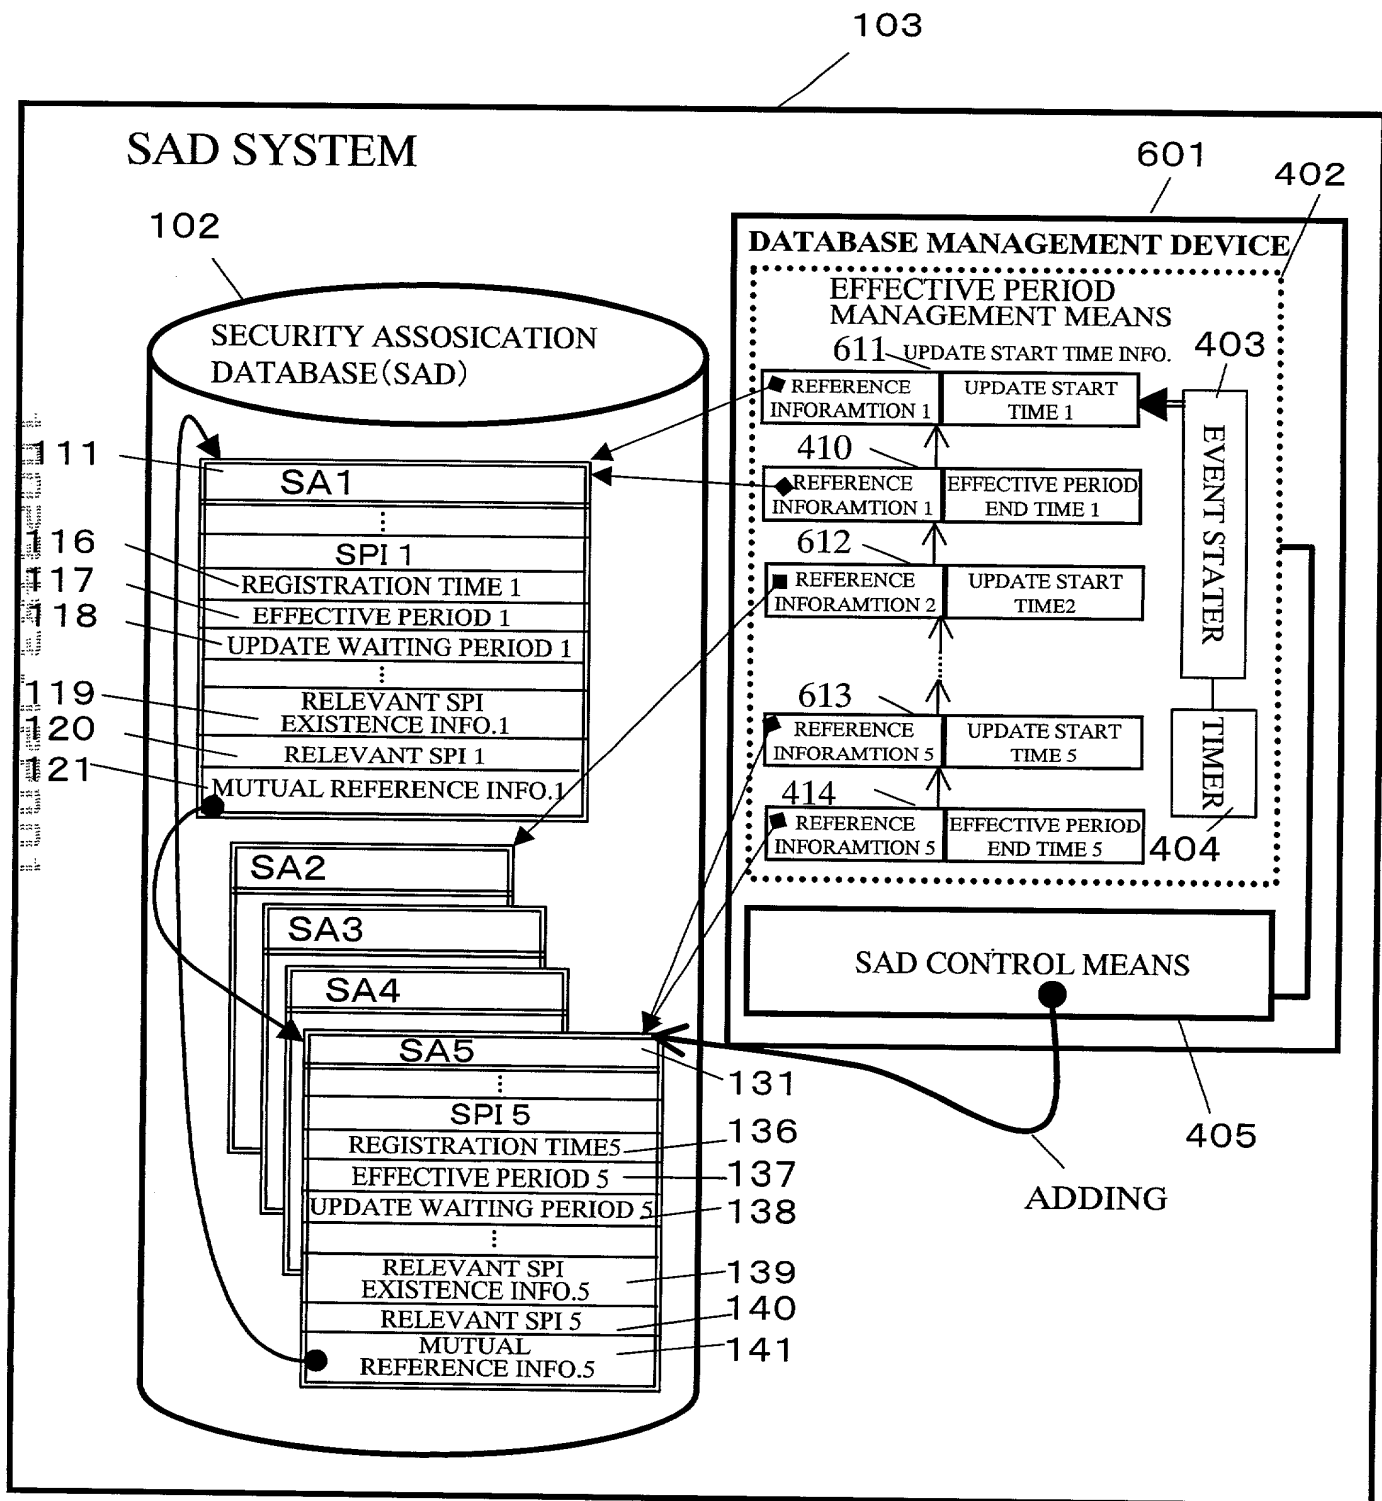 103
SAD SYSTEM
601
402
102
DATABASE MANAGEMENT DEVICE
EFFECTIVE PERIOD
MANAGEMENT MEANS
611 UPDATE START TIME INFO.
403
REFERENCE
INFORAMTION 1
UPDATE START
TIME 1
410
REFERENCE
INFORAMTION 1
EFFECTIVE PERIOD
END TIME 1
612
REFERENCE
INFORAMTION 2
UPDATE START
TIME2
613
REFERENCE
INFORAMTION 5
UPDATE START
TIME 5
414
REFERENCE
INFORAMTION 5
EFFECTIVE PERIOD
END TIME 5
EVENT STATER
TIMER
404
SAD CONTROL MEANS
405
ADDING
SECURITY ASSOSICATION
DATABASE(SAD)
111
SA1
SPI 1
116
REGISTRATION TIME 1
117
EFFECTIVE PERIOD 1
118
UPDATE WAITING PERIOD 1
119
RELEVANT SPI
EXISTENCE INFO.1
120
RELEVANT SPI 1
121
MUTUAL REFERENCE INFO.1
SA2
SA3
SA4
SA5
131
SPI 5
REGISTRATION TIME5
136
EFFECTIVE PERIOD 5
137
UPDATE WAITING PERIOD 5
138
RELEVANT SPI
EXISTENCE INFO.5
139
RELEVANT SPI 5
140
MUTUAL
REFERENCE INFO.5
141